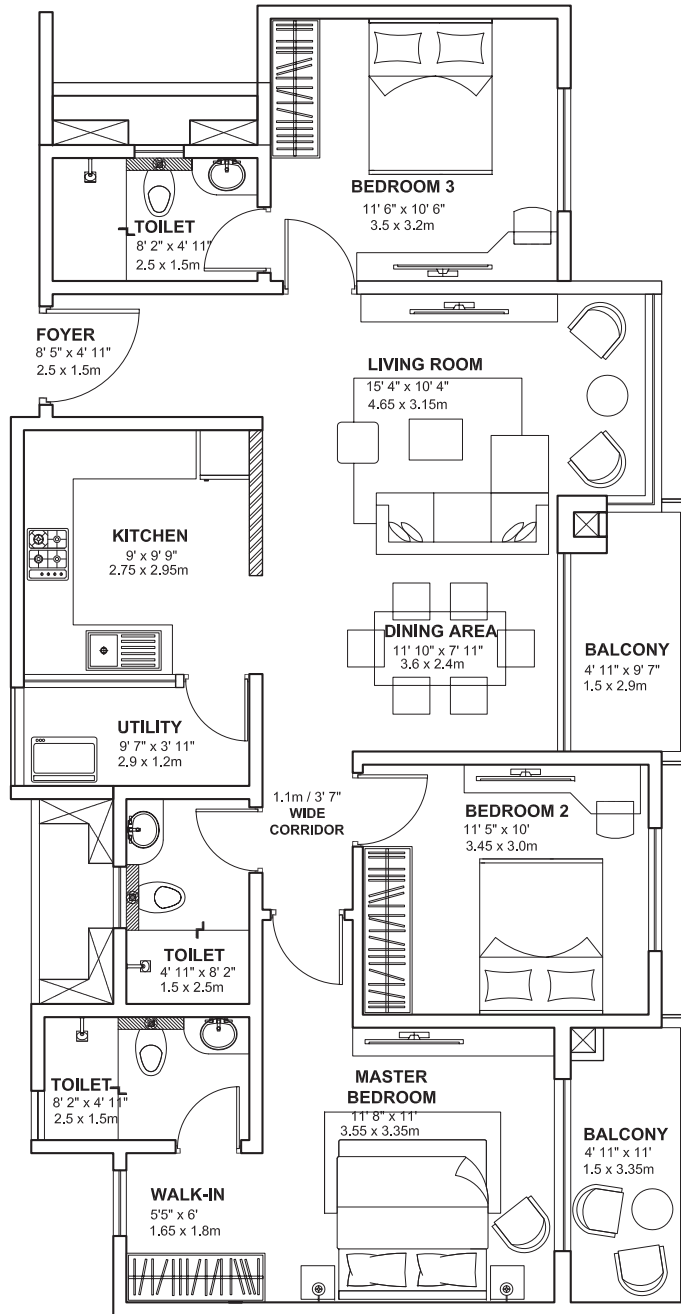 BEDROOM 3
11' 6" x 10' 6"
3.5 x 3.2m
TOILET
8' 2" x 4' 11"
2.5 x 1.5m
FOYER
8' 5" x 4' 11"
2.5 x 1.5m
LIVING ROOM
15' 4" x 10' 4"
4.65 x 3.15m
KITCHEN
9' x 9' 9"
2.75 x 2.95m
DINING AREA
11' 10" x 7' 11"
3.6 x 2.4m
BALCONY
4' 11" x 9' 7"
1.5 x 2.9m
UTILITY
9' 7" x 3' 11"
2.9 x 1.2m
1.1m / 3' 7"
WIDE
CORRIDOR
BEDROOM 2
11' 5" x 10'
3.45 x 3.0m
TOILET
4' 11" x 8' 2"
1.5 x 2.5m
TOILET
8' 2" x 4' 11"
2.5 x 1.5m
MASTER
BEDROOM
11' 8" x 11'
3.55 x 3.35m
BALCONY
4' 11" x 11'
1.5 x 3.35m
WALK-IN
5'5" x 6'
1.65 x 1.8m